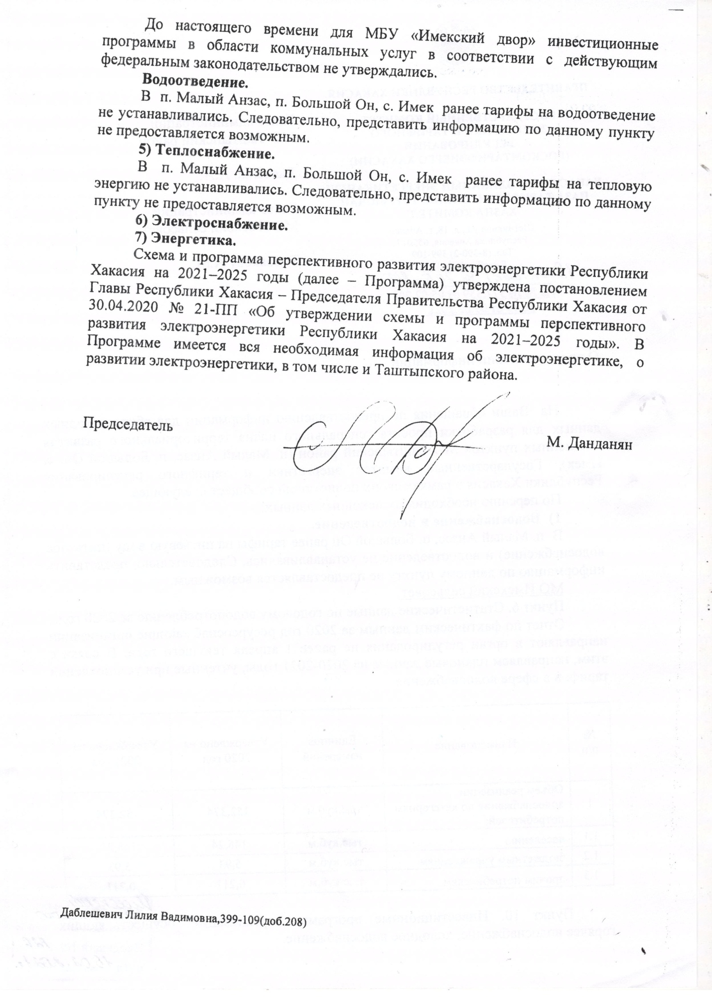 До настоящего времени для МБУ «Имекский двор» инвестиционные
программы в области коммунальных услуг в соответствии с действующим
федеральным законодательством не утверждались.
Водоотведение.
В п. Малый Анзас, п. Большой Он, с. Имек ранее тарифы на водоотведение
не устанавливались. Следовательно, представить информацию по данному пункту
не предоставляется возможным.
5) Теплоснабжение.
В п. Малый Анзас, п. Большой Он, с. Имек ранее тарифы на тепловую
энергию не устанавливались. Следовательно, представить информацию по данному
пункту не предоставляется возможным.
6) Электроснабжение.
7) Энергетика.
Схема и программа перспективного развития электроэнергетики Республики
Хакасия на 2021–2025 годы (далее – Программа) утверждена постановлением
Главы Республики Хакасия – Председателя Правительства Республики Хакасия от
30.04.2020 № 21-ПП «Об утверждении схемы и программы перспективного
развития электроэнергетики Республики Хакасия на 2021–2025 годы». В
Программе имеется вся необходимая информация об электроэнергетике, о
развитии электроэнергетики, в том числе и Таштыпского района.
Председатель
М. Данданян
Даблешевич Лилия Вадимовна,399-109(доб.208)